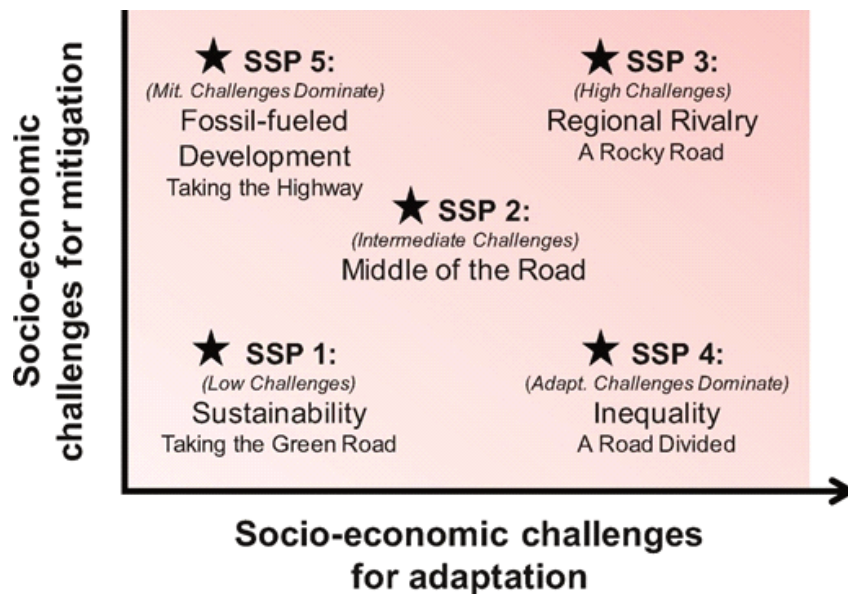 Socio-economic
challenges for mitigation
SSP 5:
(Mit. Challenges Dominate)
Fossil-fueled
Development
Taking the Highway
SSP 3:
(High Challenges)
Regional Rivalry
A Rocky Road
SSP 2:
(Intermediate Challenges)
Middle of the Road
SSP 1:
(Low Challenges)
Sustainability
Taking the Green Road
SSP 4:
(Adapt. Challenges Dominate)
Inequality
A Road Divided
Socio-economic challenges
for adaptation